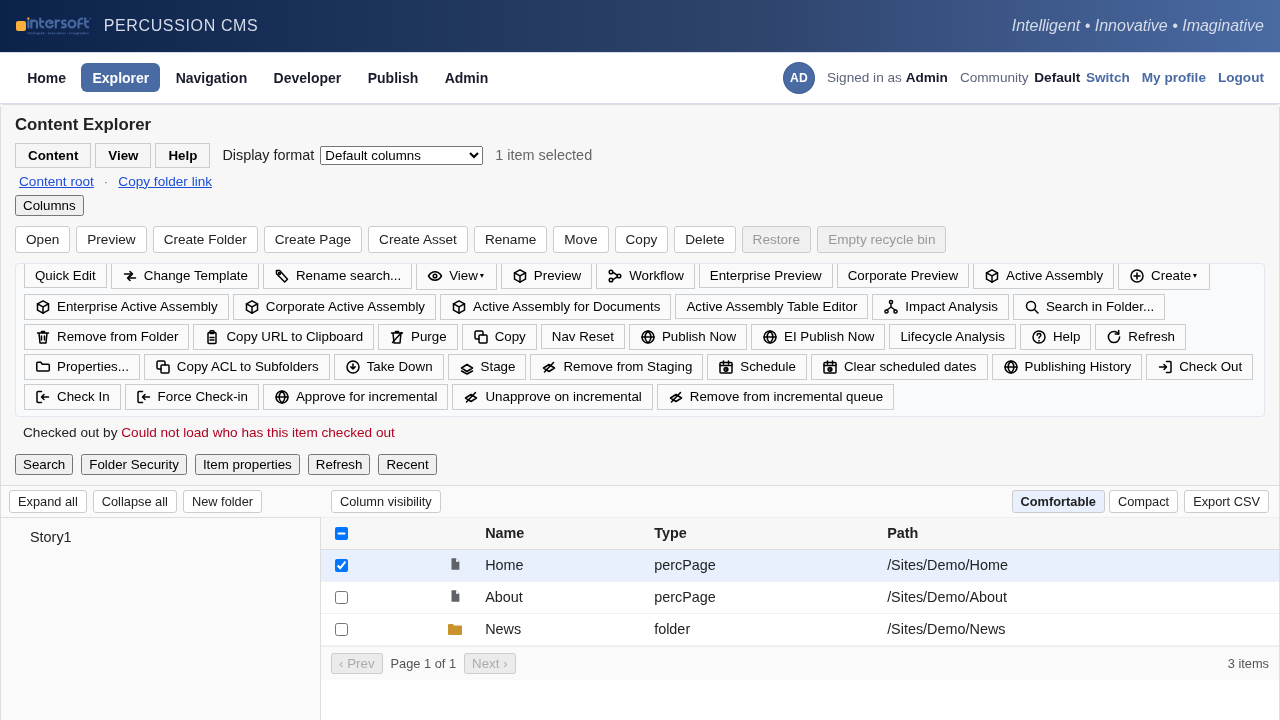 intersoft PERCUSSION CMS Intelligent • Innovative • Imaginative
Home Explorer Navigation Developer Publish Admin AD Signed in as Admin Community Default Switch My profile Logout
Content Explorer
Content View Help Display format Default columns 1 item selected
Content root · Copy folder link
Columns
Open Preview Create Folder Create Page Create Asset Rename Move Copy Delete Restore Empty recycle bin
Quick Edit Change Template Rename search... View▾ Preview Workflow Enterprise Preview Corporate Preview Active Assembly Create▾
Enterprise Active Assembly Corporate Active Assembly Active Assembly for Documents Active Assembly Table Editor Impact Analysis Search in Folder...
Remove from Folder Copy URL to Clipboard Purge Copy Nav Reset Publish Now EI Publish Now Lifecycle Analysis Help Refresh
Properties... Copy ACL to Subfolders Take Down Stage Remove from Staging Schedule Clear scheduled dates Publishing History Check Out
Check In Force Check-in Approve for incremental Unapprove on incremental Remove from incremental queue
Checked out by Could not load who has this item checked out
Search Folder Security Item properties Refresh Recent
Expand all Collapse all New folder Column visibility Comfortable Compact Export CSV
Story1
Name Type Path
Home percPage /Sites/Demo/Home
About percPage /Sites/Demo/About
News folder /Sites/Demo/News
‹ Prev Page 1 of 1 Next › 3 items